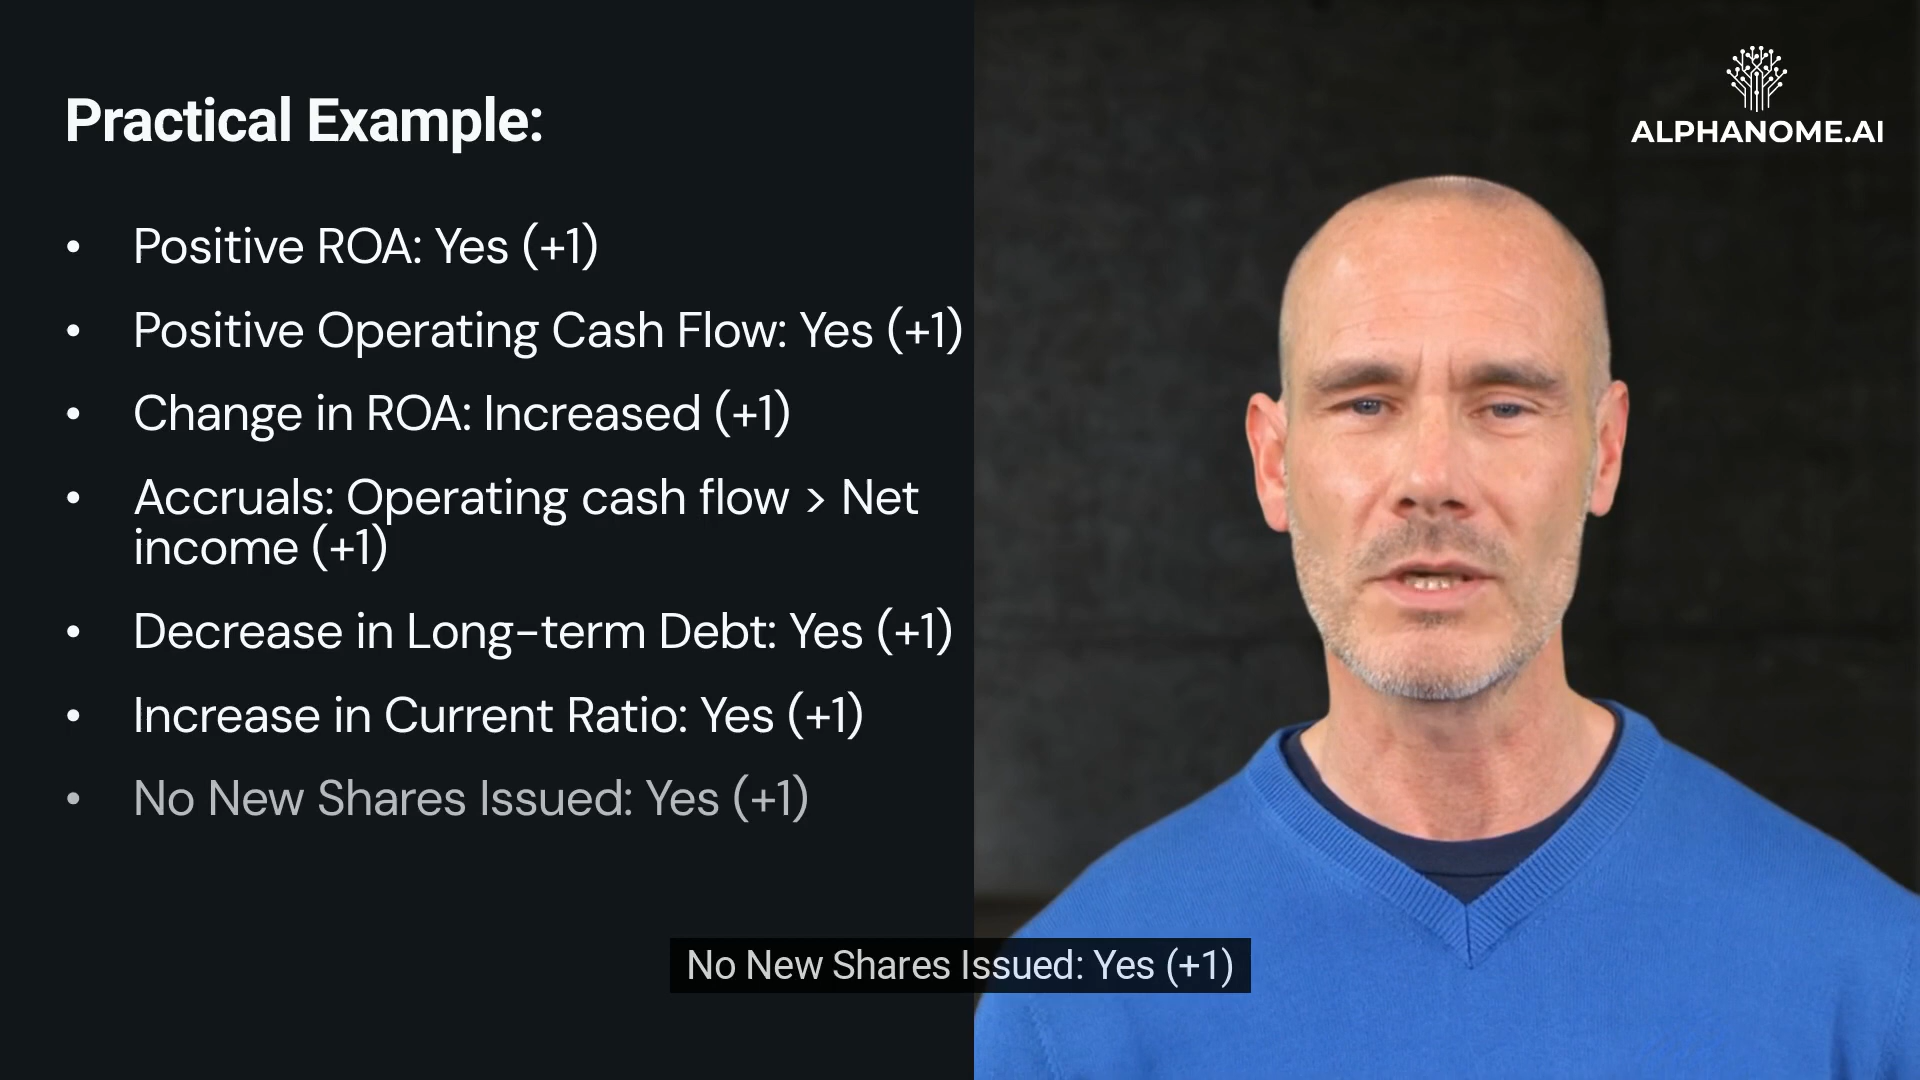 Practical Example:
• Positive ROA: Yes (+1)
• Positive Operating Cash Flow: Yes (+1)
• Change in ROA: Increased (+1)
• Accruals: Operating cash flow > Net
income (+1)
• Decrease in Long-term Debt: Yes (+1)
• Increase in Current Ratio: Yes (+1)
• No New Shares Issued: Yes (+1)
ALPHANOME.AI
No New Shares Issued: Yes (+1)